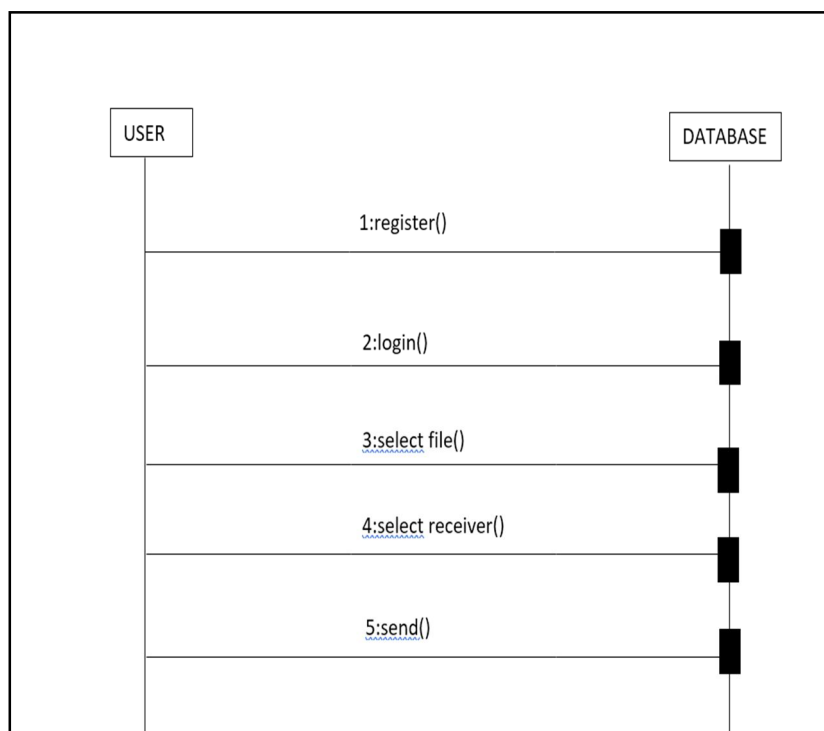 USER
DATABASE
1:register()
2:login()
3:select file()
4:select receiver()
5:send()